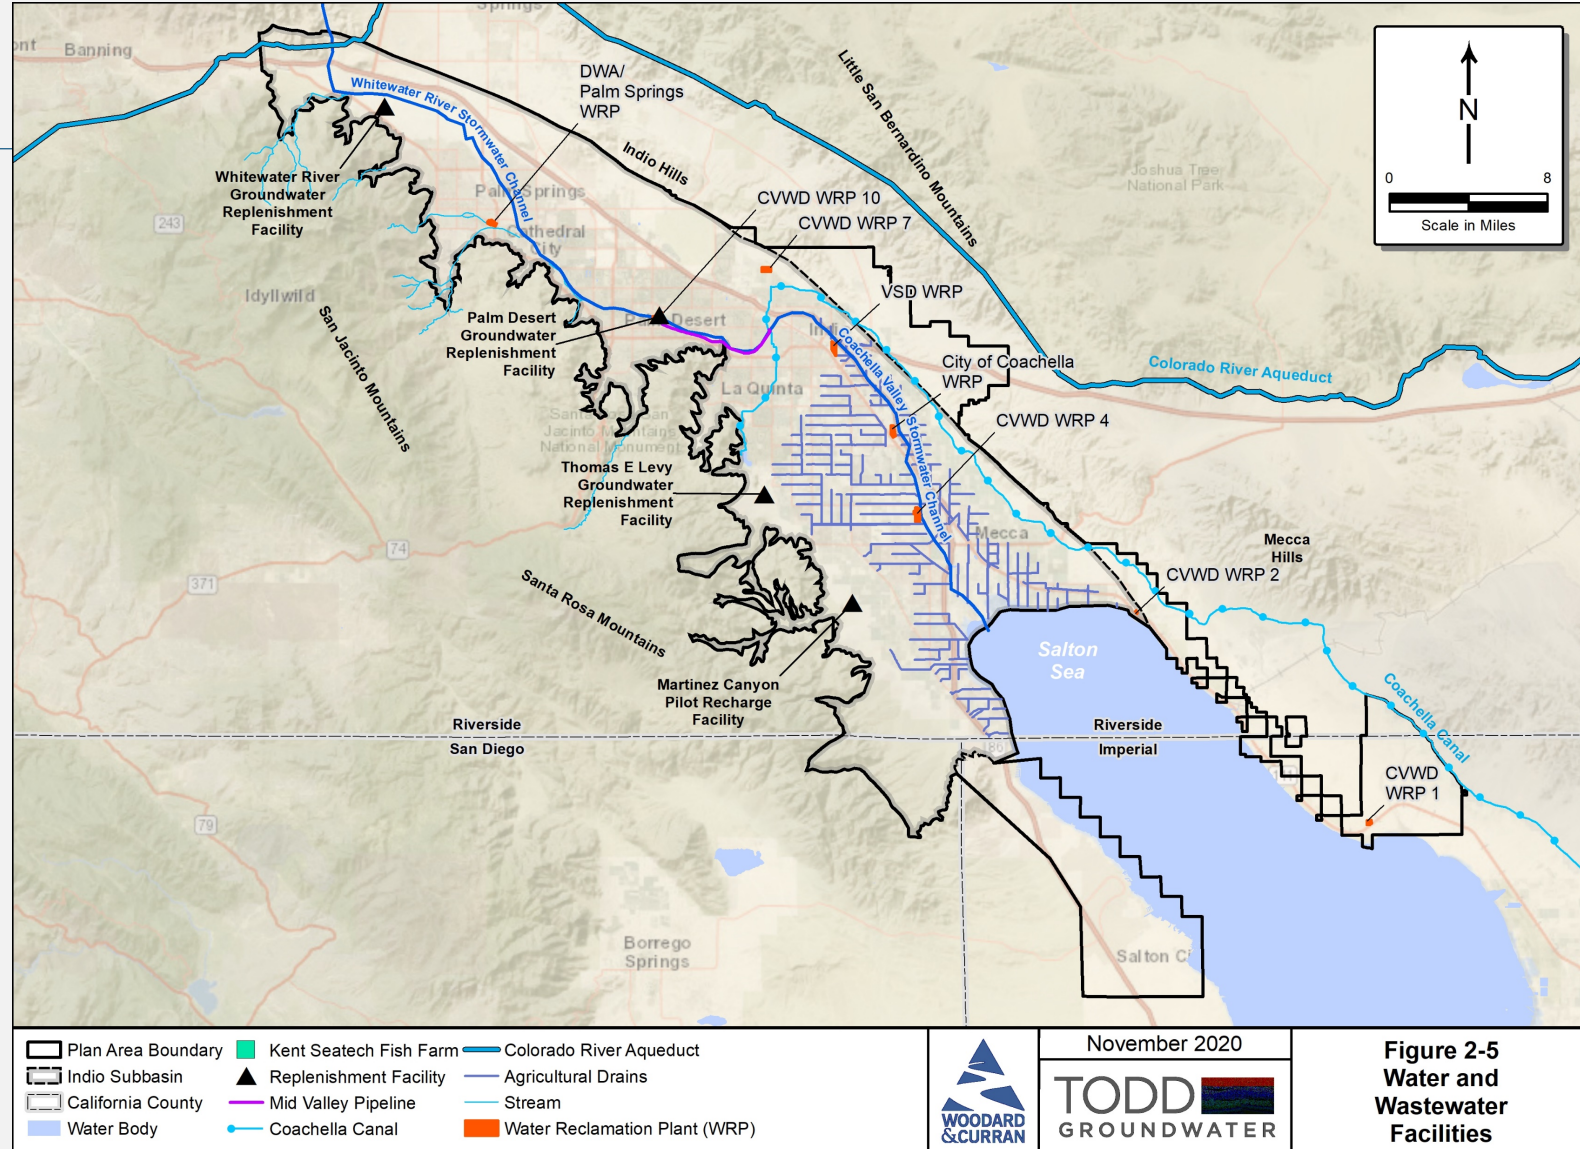 Springs
Banning
DWA/
Palm Springs
WRP
Whitewater River Stormwater Channel
Little San Bernardino Mountains
Indio Hills
N
0 8
Scale in Miles
Joshua Tree
National Park
Whitewater River
Groundwater
Replenishment
Facility
Palm Springs
CVWD WRP 10
CVWD WRP 7
243
Cathedral
City
Idyllwild
VSD WRP
San Jacinto Mountains
Palm Desert
Groundwater
Replenishment
Facility
Palm Desert
Indio
Coachella Valley Stormwater Channel
City of Coachella
WRP
Colorado River Aqueduct
La Quinta
CVWD WRP 4
Jacinto Mountains
National Monument
Thomas E Levy
Groundwater
Replenishment
Facility
Mecca
74
Mecca
Hills
371
CVWD WRP 2
Santa Rosa Mountains
Salton
Sea
Martinez Canyon
Pilot Recharge
Facility
Coachella Canal
Riverside
San Diego
Riverside
Imperial
86
CVWD
WRP 1
79
Borrego
Springs
Salton Ci
Plan Area Boundary
Indio Subbasin
California County
Water Body
Kent Seatech Fish Farm
Replenishment Facility
Mid Valley Pipeline
Coachella Canal
Colorado River Aqueduct
Agricultural Drains
Stream
Water Reclamation Plant (WRP)
WOODARD
&CURRAN
November 2020
TODD
GROUNDWATER
Figure 2-5
Water and
Wastewater
Facilities